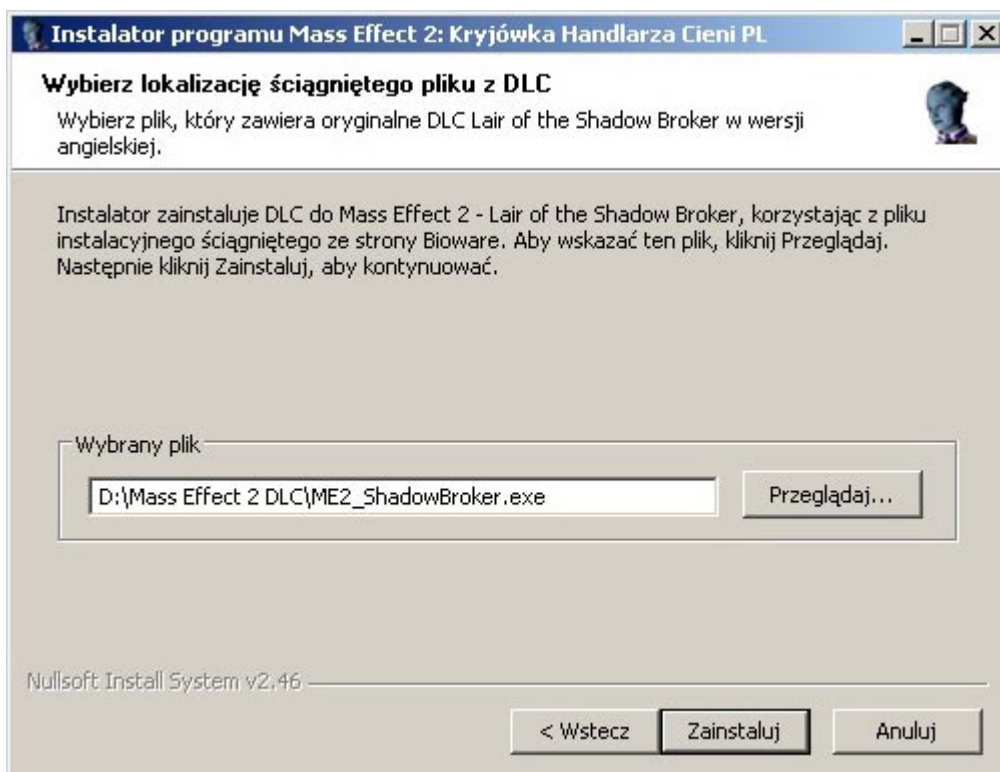 Instalator programu Mass Effect 2: Kryjówka Handlarza Cieni PL
Wybierz lokalizację ściągniętego pliku z DLC
Wybierz plik, który zawiera oryginalne DLC Lair of the Shadow Broker w wersji
angielskiej.
Instalator zainstaluje DLC do Mass Effect 2 - Lair of the Shadow Broker, korzystając z pliku
instalacyjnego ściągniętego ze strony Bioware. Aby wskazać ten plik, kliknij Przeglądaj.
Następnie kliknij Zainstaluj, aby kontynuować.
Wybrany plik
D:\Mass Effect 2 DLC\ME2_ShadowBroker.exe
Przeglądaj...
Nullsoft Install System v2.46
< Wstecz
Zainstaluj
Anuluj